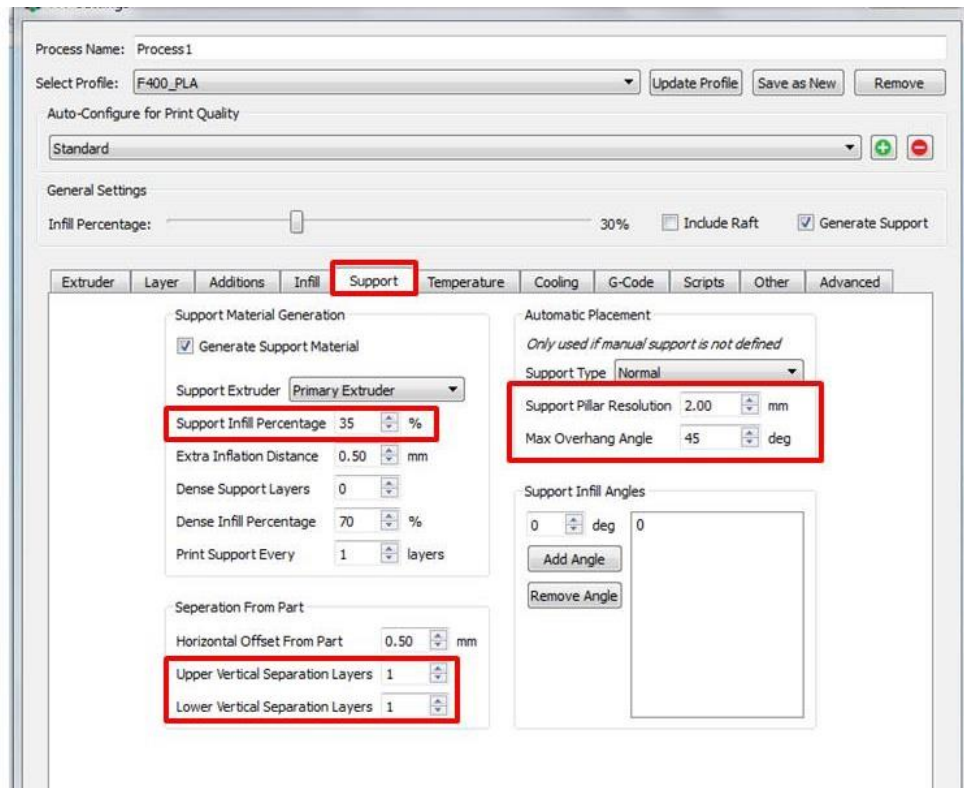 Process Name: Process1
Select Profile: F400_PLA Update Profile Save as New Remove
Auto-Configure for Print Quality
Standard
General Settings
Infill Percentage: 30% Include Raft Generate Support
Extruder Layer Additions Infill Support Temperature Cooling G-Code Scripts Other Advanced
Support Material Generation
Generate Support Material
Support Extruder Primary Extruder
Support Infill Percentage 35 %
Extra Inflation Distance 0.50 mm
Dense Support Layers 0
Dense Infill Percentage 70 %
Print Support Every 1 layers
Seperation From Part
Horizontal Offset From Part 0.50 mm
Upper Vertical Separation Layers 1
Lower Vertical Separation Layers 1
Automatic Placement
Only used if manual support is not defined
Support Type Normal
Support Pillar Resolution 2.00 mm
Max Overhang Angle 45 deg
Support Infill Angles
0 deg 0
Add Angle
Remove Angle